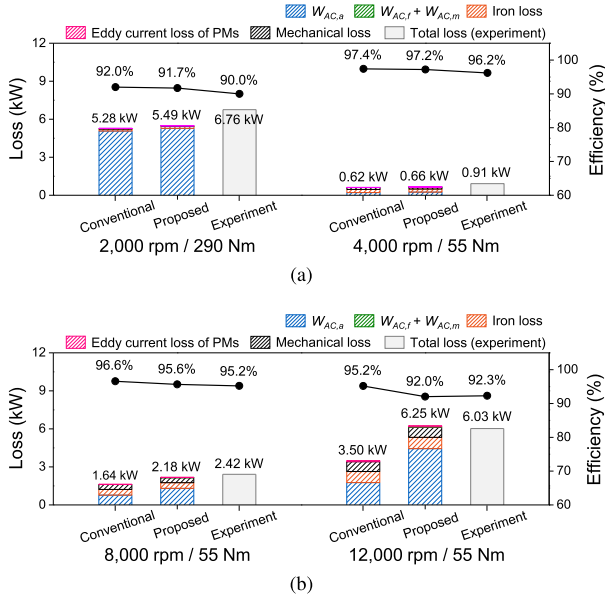 W_AC,a W_AC,f + W_AC,m Iron loss
Eddy current loss of PMs Mechanical loss Total loss (experiment)
12
9
6
3
0
Loss (kW)
92.0% 91.7% 90.0% 97.4% 97.2% 96.2%
5.28 kW 5.49 kW 6.76 kW 0.62 kW 0.66 kW 0.91 kW
100
90
80
70
60
Efficiency (%)
Conventional Proposed Experiment Conventional Proposed Experiment
2,000 rpm / 290 Nm 4,000 rpm / 55 Nm
(a)
W_AC,a W_AC,f + W_AC,m Iron loss
Eddy current loss of PMs Mechanical loss Total loss (experiment)
12
9
6
3
0
Loss (kW)
96.6% 95.6% 95.2% 95.2% 92.0% 92.3%
1.64 kW 2.18 kW 2.42 kW 3.50 kW 6.25 kW 6.03 kW
100
90
80
70
60
Efficiency (%)
Conventional Proposed Experiment Conventional Proposed Experiment
8,000 rpm / 55 Nm 12,000 rpm / 55 Nm
(b)